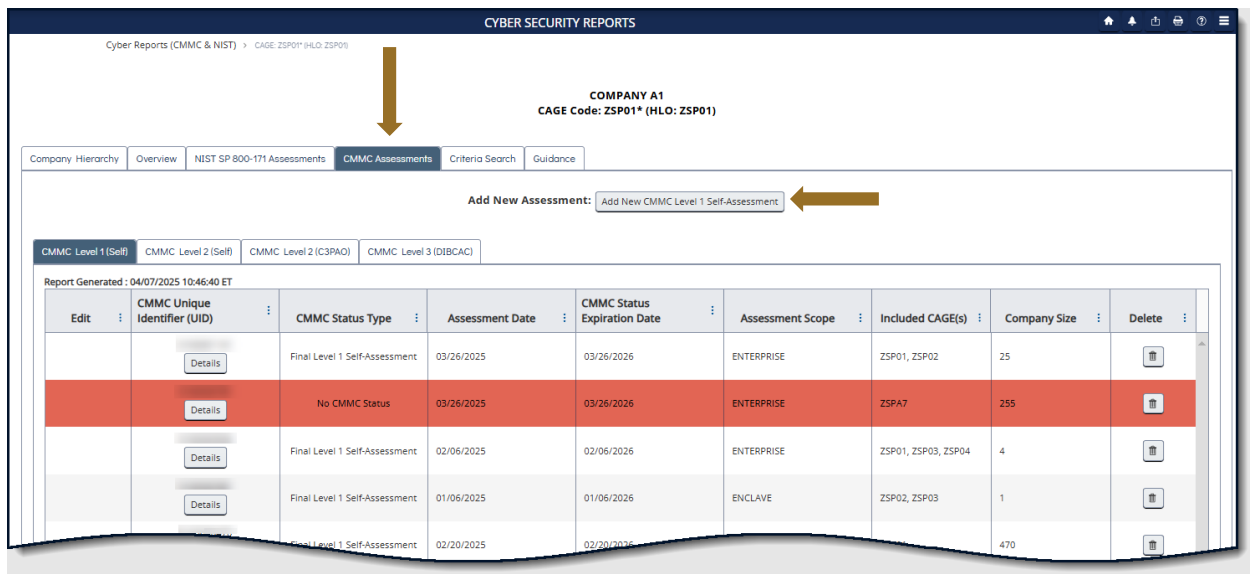 CYBER SECURITY REPORTS
Cyber Reports (CMMC & NIST) > CAGE: ZSP01* (HLO: ZSP01)
COMPANY A1
CAGE Code: ZSP01* (HLO: ZSP01)
Company Hierarchy Overview NIST SP 800-171 Assessments CMMC Assessments Criteria Search Guidance
Add New Assessment: Add New CMMC Level 1 Self-Assessment
CMMC Level 1 (Self) CMMC Level 2 (Self) CMMC Level 2 (C3PAO) CMMC Level 3 (DIBCAC)
Report Generated : 04/07/2025 10:46:40 ET
Edit CMMC Unique Identifier (UID) CMMC Status Type Assessment Date CMMC Status Expiration Date Assessment Scope Included CAGE(s) Company Size Delete
Details Final Level 1 Self-Assessment 03/26/2025 03/26/2026 ENTERPRISE ZSP01, ZSP02 25
Details No CMMC Status 03/26/2025 03/26/2026 ENTERPRISE ZSPA7 255
Details Final Level 1 Self-Assessment 02/06/2025 02/06/2026 ENTERPRISE ZSP01, ZSP03, ZSP04 4
Details Final Level 1 Self-Assessment 01/06/2025 01/06/2026 ENCLAVE ZSP02, ZSP03 1
Final Level 1 Self-Assessment 02/20/2025 02/20/2026 470